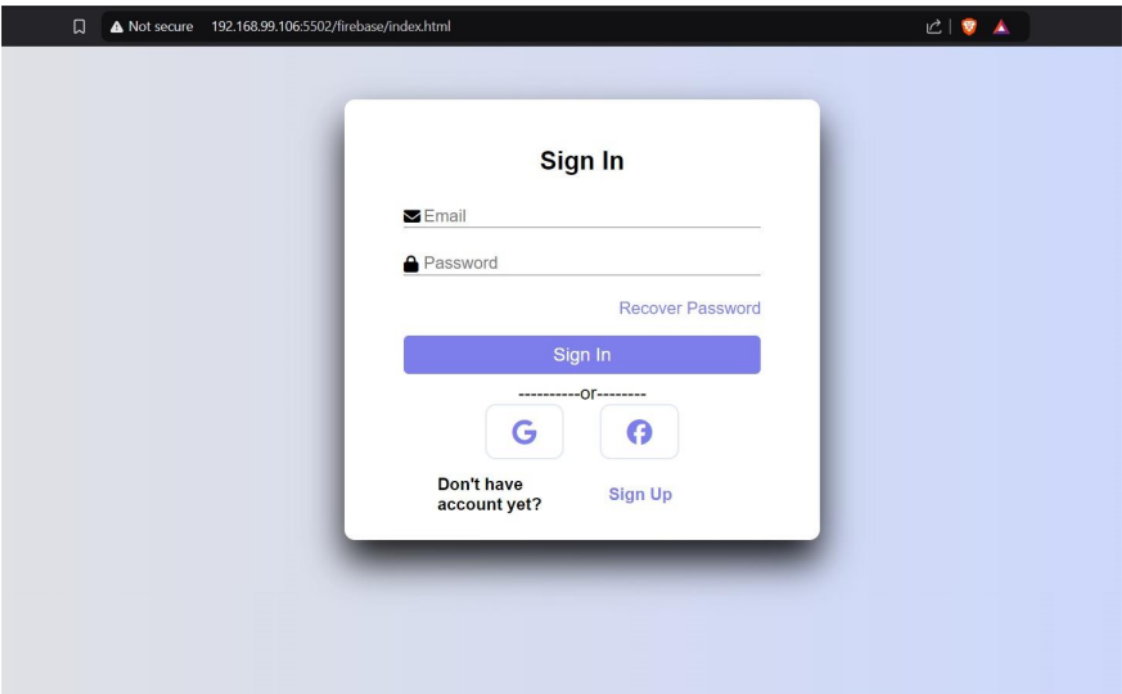 Not secure 192.168.99.106:5502/firebase/index.html
Sign In
Email
Password
Recover Password
Sign In
----------or--------
G
Don't have
account yet?
Sign Up